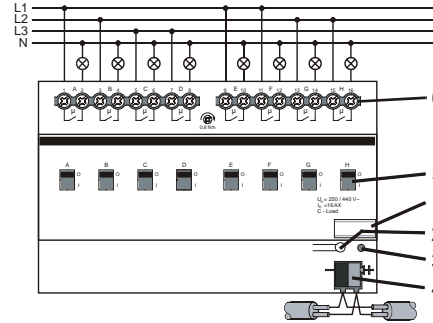 L1
L2
L3
N
A B C D E F G H
1 2 3 4 5 6 7 8 9 10 11 12 13 14 15 16
μ μ μ μ μ μ μ μ
0.8 Nm
A B C D E F G H
O O O O O O O O
I I I I I I I I
Uₙ = 250 / 440 V~
Iₙ =16AX
C - Load